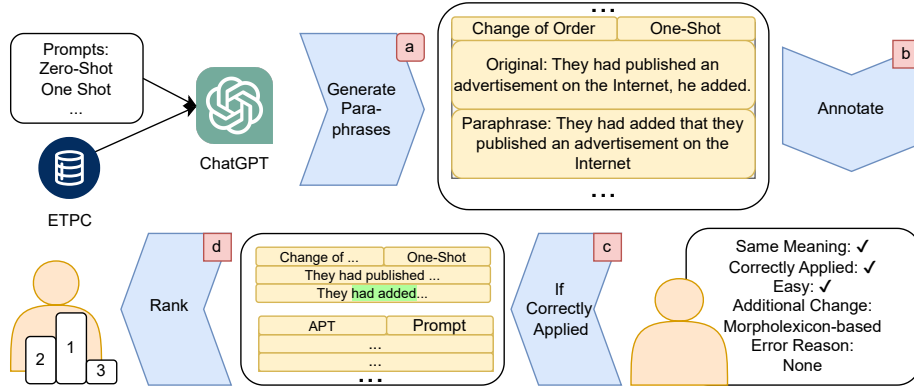 Prompts:
Zero-Shot
One Shot
...
ChatGPT
ETPC
a
Generate
Para-
phrases
...
Change of Order
One-Shot
Original: They had published an
advertisement on the Internet, he added.
Paraphrase: They had added that they
published an advertisement on the
Internet
...
b
Annotate
Same Meaning: ✓
Correctly Applied: ✓
Easy: ✓
Additional Change:
Morpholexicon-based
Error Reason:
None
c
If
Correctly
Applied
Change of ...
One-Shot
They had published ...
They had added...
APT
Prompt
...
...
...
d
Rank
2
1
3